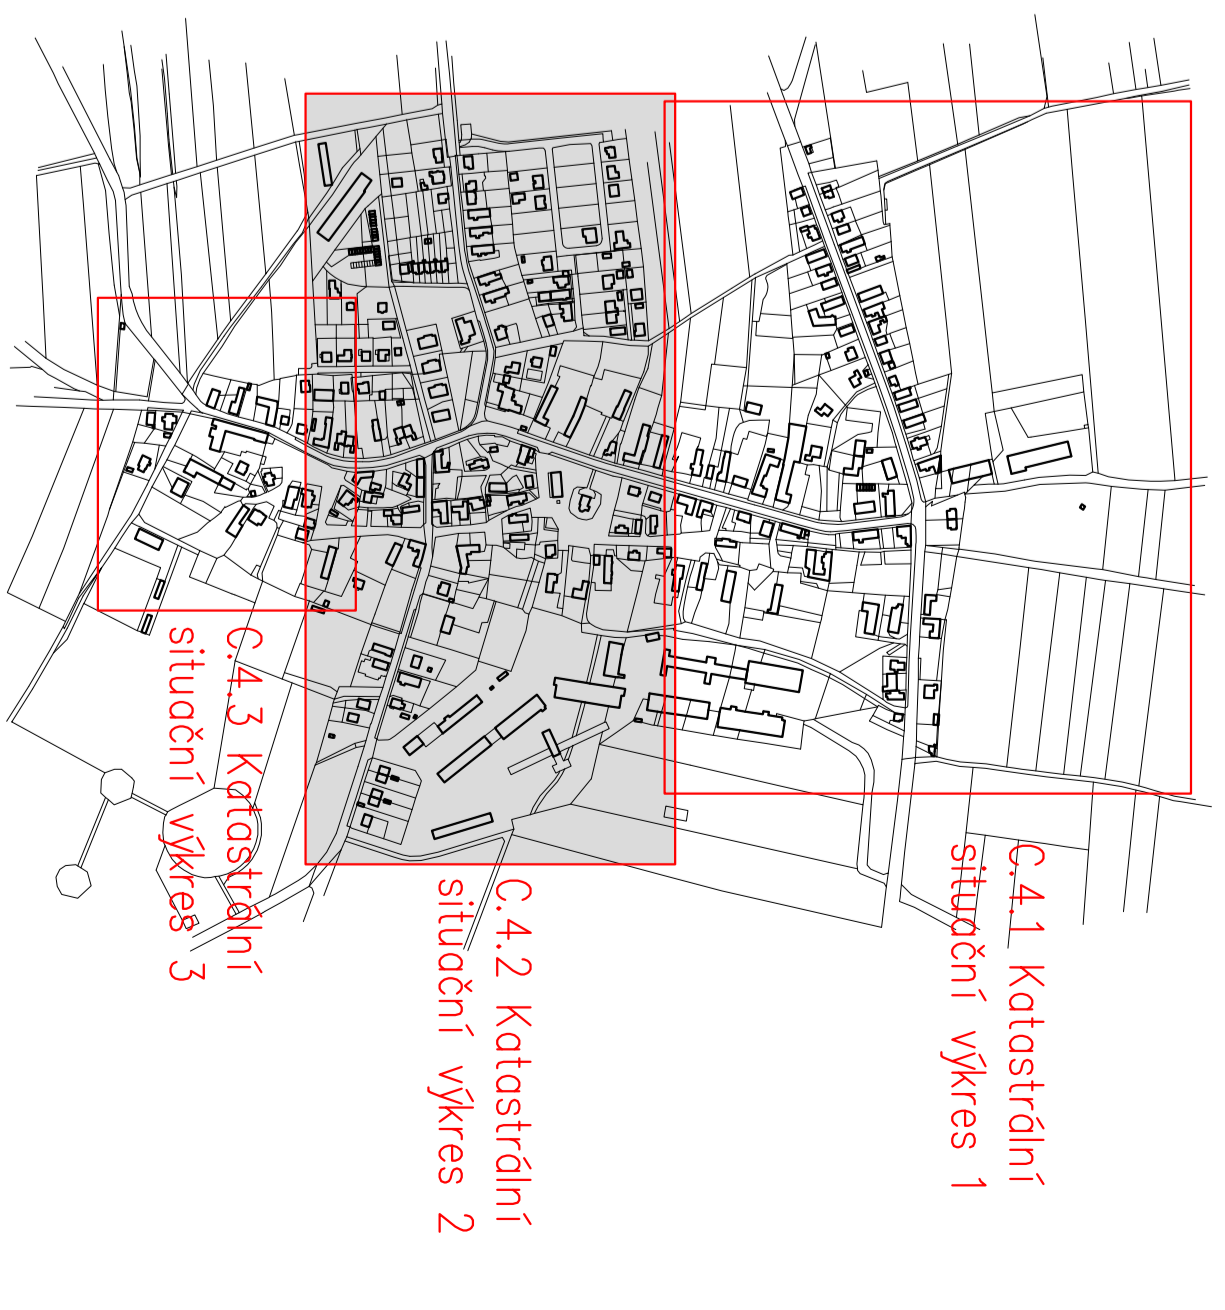 C.4.1 Katastrální
situační výkres 1
C.4.2 Katastrální
situační výkres 2
C.4.3 Katastrální
situační výkres 3